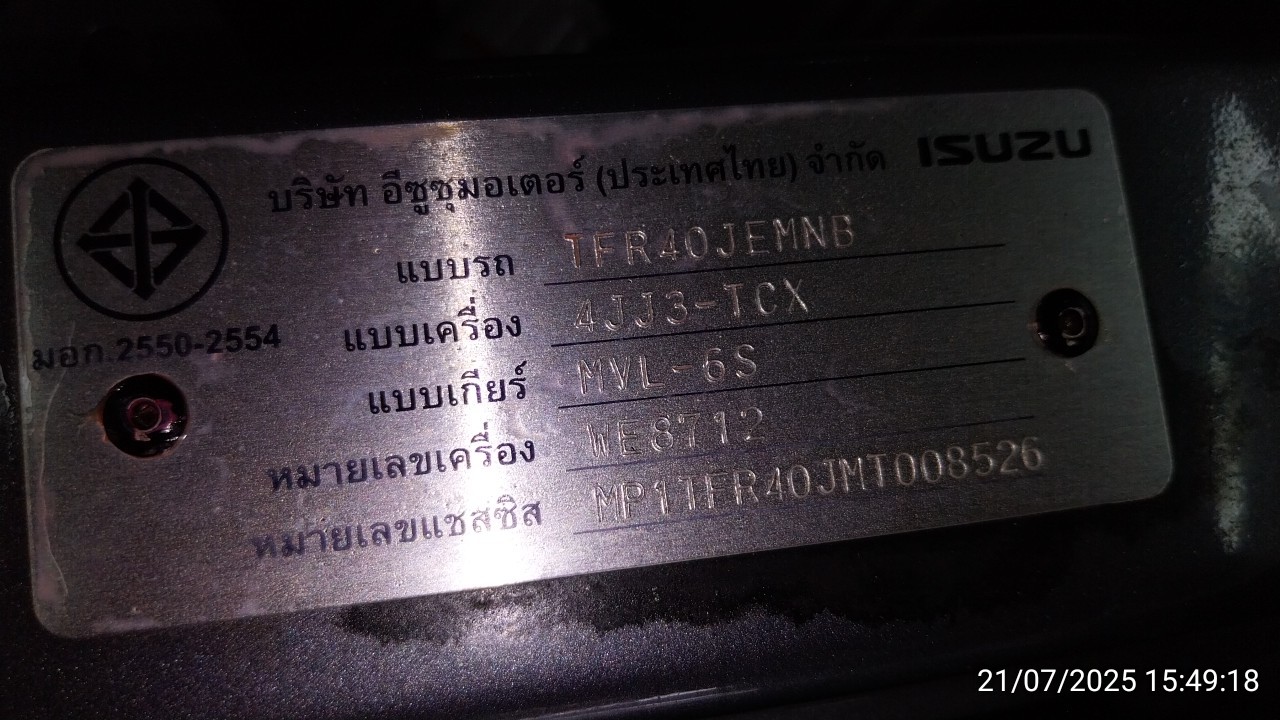 บริษัท อีซูซุมอเตอร์ (ประเทศไทย) จำกัด ISUZU
แบบรถ TFR40JEMNB
มอก.2550-2554
แบบเครื่อง 4JJ3-TCX
แบบเกียร์ MVL-6S
หมายเลขเครื่อง WE8712
หมายเลขแชสซิส MP1TFR40JMT008526
21/07/2025 15:49:18